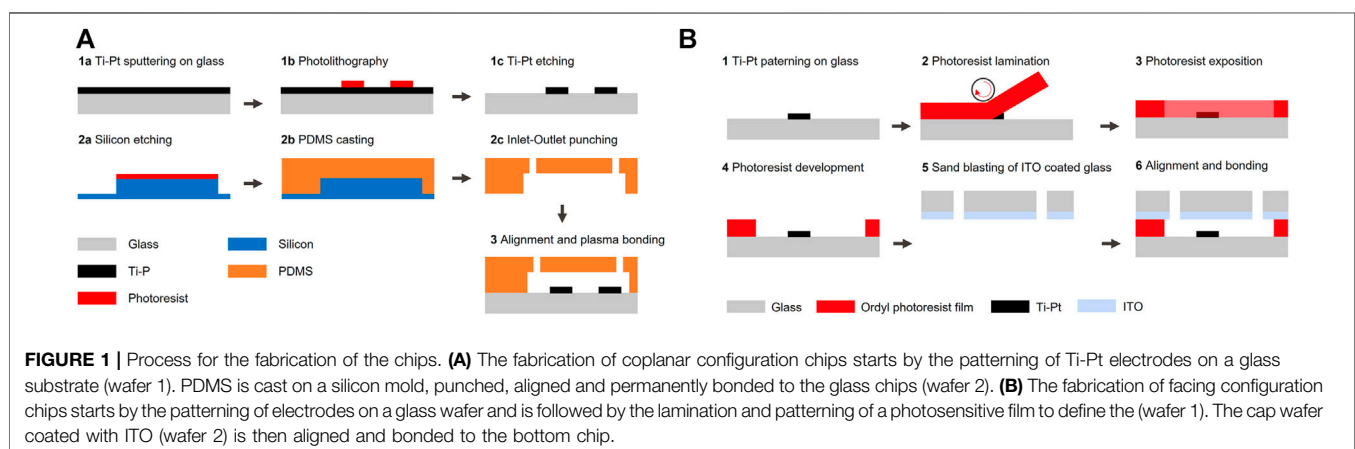 A
1a Ti-Pt sputtering on glass
1b Photolithography
1c Ti-Pt etching
2a Silicon etching
2b PDMS casting
2c Inlet-Outlet punching
3 Alignment and plasma bonding
Glass
Silicon
Ti-P
PDMS
Photoresist
B
1 Ti-Pt paterning on glass
2 Photoresist lamination
3 Photoresist exposition
4 Photoresist development
5 Sand blasting of ITO coated glass
6 Alignment and bonding
Glass
Ordyl photoresist film
Ti-Pt
ITO
FIGURE 1 | Process for the fabrication of the chips. (A) The fabrication of coplanar configuration chips starts by the patterning of Ti-Pt electrodes on a glass
substrate (wafer 1). PDMS is cast on a silicon mold, punched, aligned and permanently bonded to the glass chips (wafer 2). (B) The fabrication of facing configuration
chips starts by the patterning of electrodes on a glass wafer and is followed by the lamination and patterning of a photosensitive film to define the (wafer 1). The cap wafer
coated with ITO (wafer 2) is then aligned and bonded to the bottom chip.